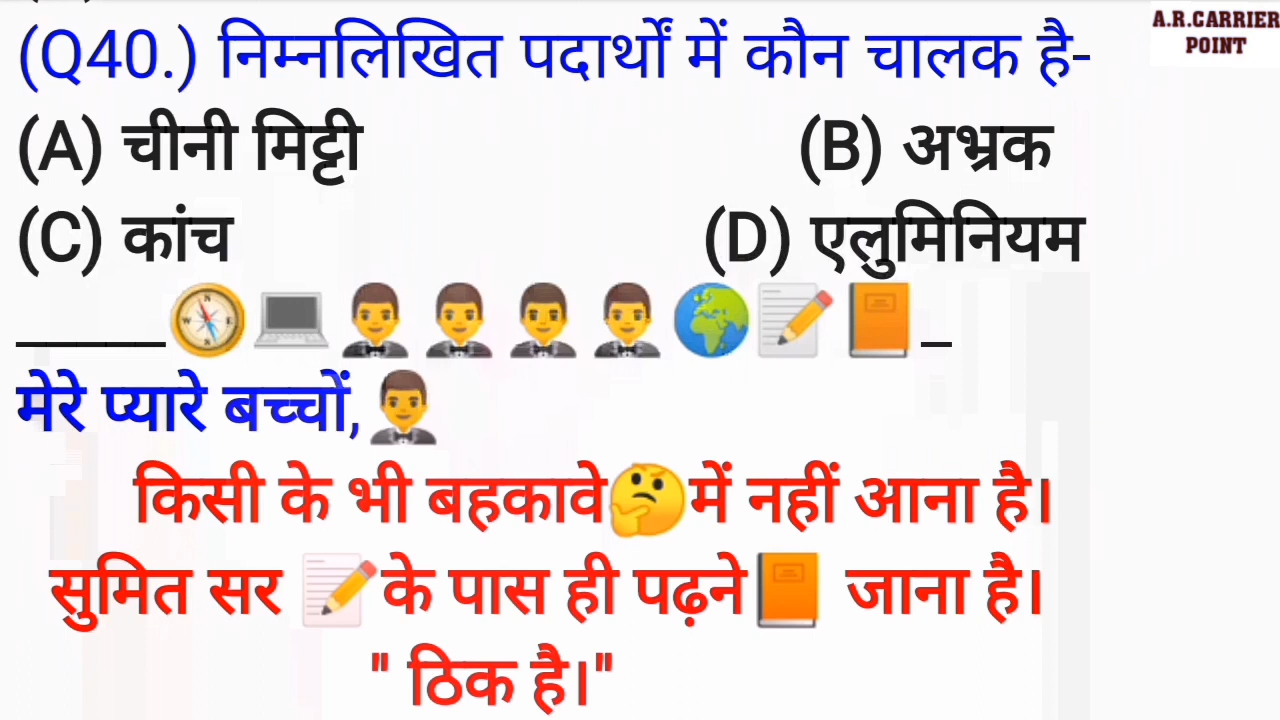 A.R.CARRIER
POINT
(Q40.) निम्नलिखित पदार्थों में कौन चालक है-
(A) चीनी मिट्टी (B) अभ्रक
(C) कांच (D) एलुमिनियम
मेरे प्यारे बच्चों,
किसी के भी बहकावे में नहीं आना है।
सुमित सर के पास ही पढ़ने जाना है।
" ठिक है।"